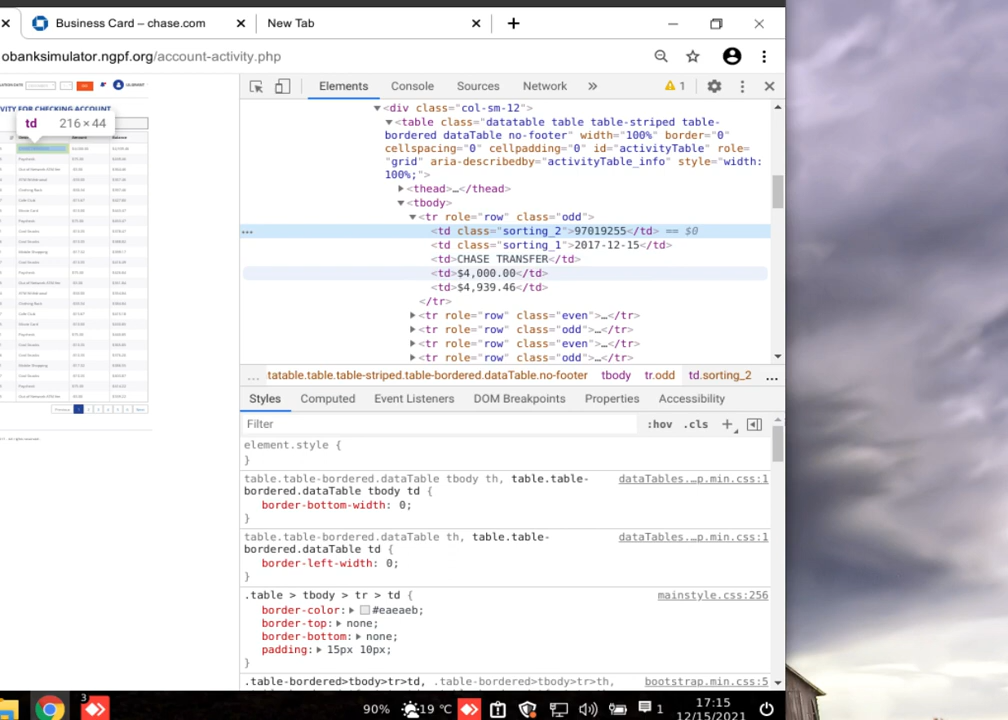 Business Card – chase.com
New Tab
obanksimulator.ngpf.org/account-activity.php
Elements Console Sources Network » 1
IVITY FOR CHECKING ACCOUNT
td 216 × 44
<div class="col-sm-12">
<table class="datatable table table-striped table-
bordered dataTable no-footer" width="100%" border="0"
cellspacing="0" cellpadding="0" id="activityTable" role=
"grid" aria-describedby="activityTable_info" style="width:
100%;">
<thead>…</thead>
<tbody>
<tr role="row" class="odd">
… <td class="sorting_2">97019255</td> == $0
<td class="sorting_1">2017-12-15</td>
<td>CHASE TRANSFER</td>
<td>$4,000.00</td>
<td>$4,939.46</td>
</tr>
<tr role="row" class="even">…</tr>
<tr role="row" class="odd">…</tr>
<tr role="row" class="even">…</tr>
<tr role="row" class="odd">…</tr>
… tatable.table.table-striped.table-bordered.dataTable.no-footer tbody tr.odd td.sorting_2 …
Styles Computed Event Listeners DOM Breakpoints Properties Accessibility
Filter :hov .cls +
element.style {
}
table.table-bordered.dataTable tbody th, table.table- dataTables.…p.min.css:1
bordered.dataTable tbody td {
border-bottom-width: 0;
}
table.table-bordered.dataTable th, table.table- dataTables.…p.min.css:1
bordered.dataTable td {
border-left-width: 0;
}
.table > tbody > tr > td { mainstyle.css:256
border-color: #eaeaeb;
border-top: none;
border-bottom: none;
padding: 15px 10px;
}
.table-bordered>tbody>tr>td, .table-bordered>tbody>tr>th, bootstrap.min.css:5
3
90% 19 °C 1 17:15
12/15/2021